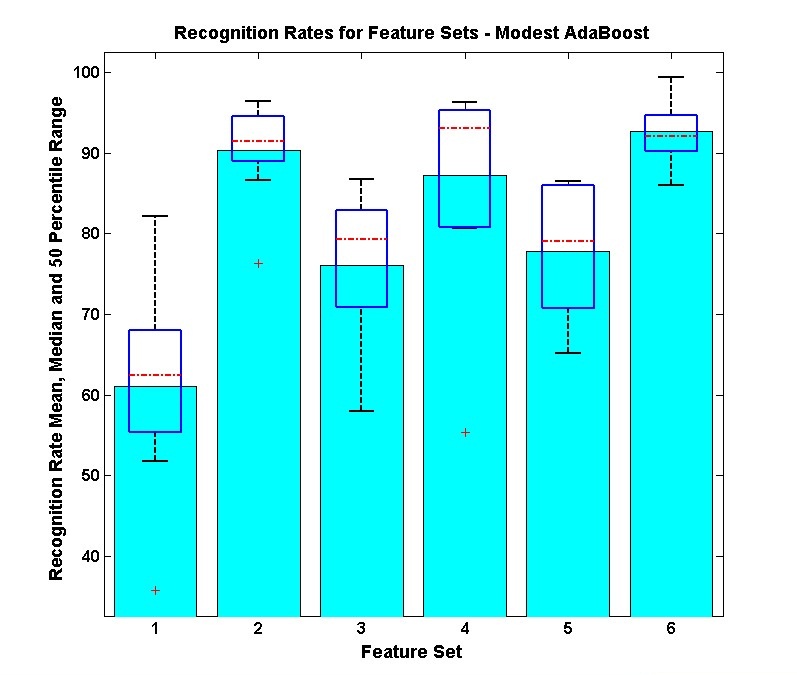 Recognition Rates for Feature Sets - Modest AdaBoost
Recognition Rate Mean, Median and 50 Percentile Range
100
90
80
70
60
50
40
1 2 3 4 5 6
Feature Set